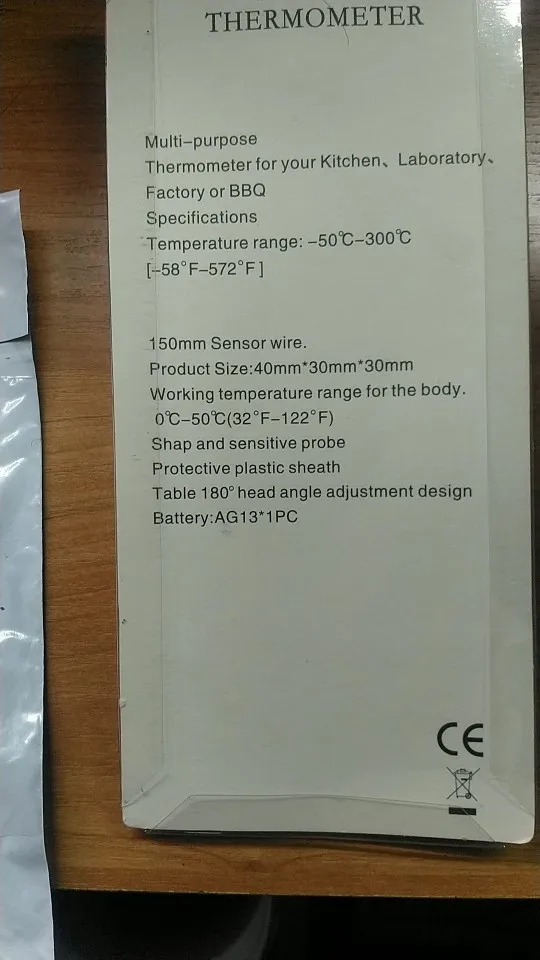 THERMOMETER
Multi-purpose
Thermometer for your Kitchen、Laboratory、
Factory or BBQ
Specifications
Temperature range: -50℃-300℃
[-58°F-572°F]
150mm Sensor wire.
Product Size:40mm*30mm*30mm
Working temperature range for the body.
0℃-50℃(32°F-122°F)
Shap and sensitive probe
Protective plastic sheath
Table 180° head angle adjustment design
Battery:AG13*1PC
CE